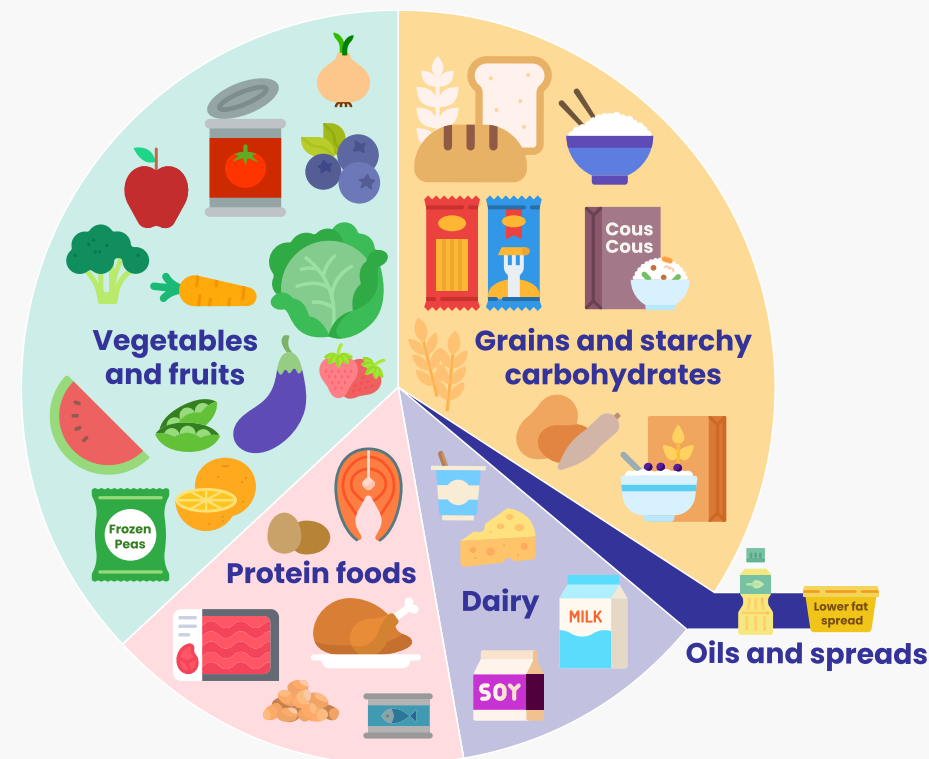 Vegetables
and fruits
Frozen
Peas
Grains and starchy
carbohydrates
Cous
Cous
Protein foods
Dairy
MILK
SOY
Lower fat
spread
Oils and spreads